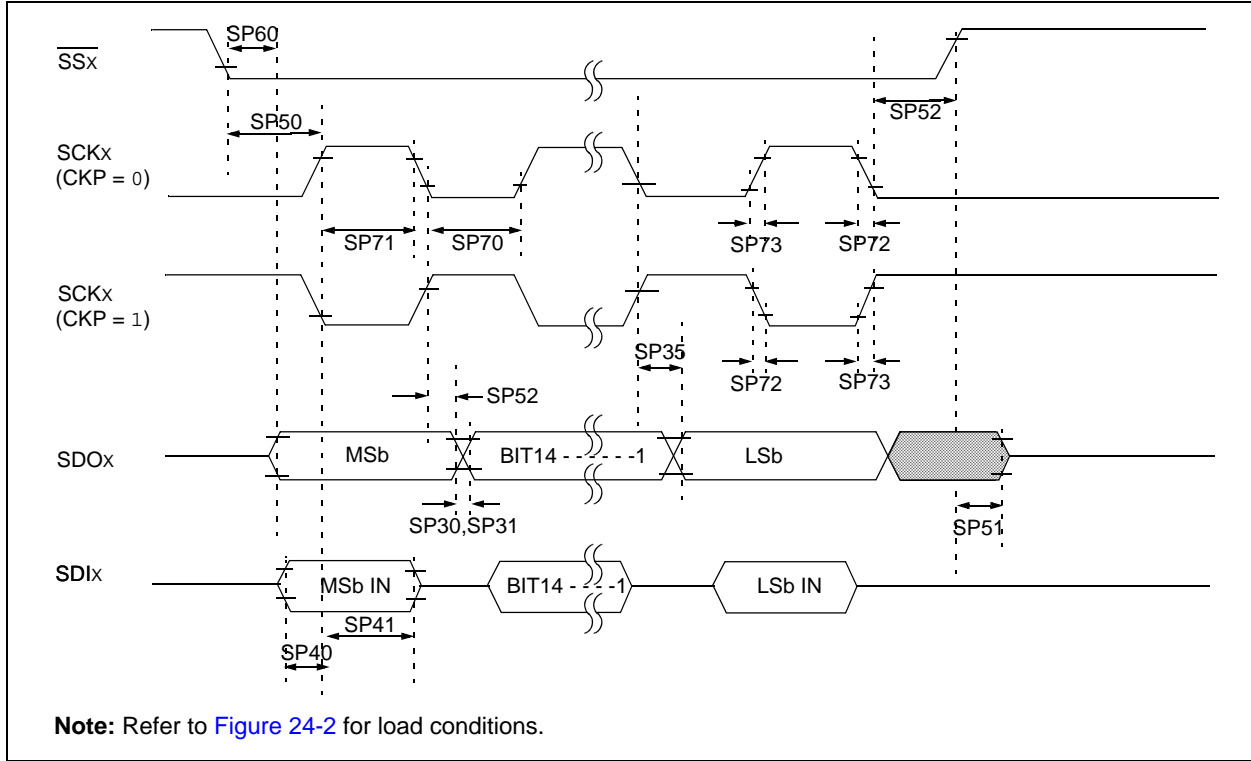 SP60
SSX
SP52
SP50
SCKX
(CKP = 0)
SP71
SP70
SP73
SP72
SCKX
(CKP = 1)
SP35
SP72
SP73
SP52
SDOX
MSb
BIT14 - - - - - -1
LSb
SP30,SP31
SP51
SDIX
MSb IN
BIT14 - - - -1
LSb IN
SP41
SP40
Note: Refer to Figure 24-2 for load conditions.